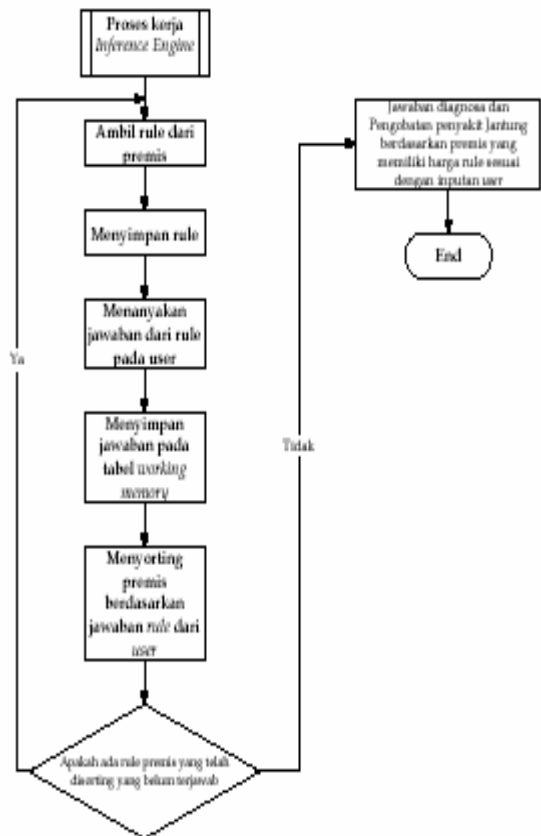 Proses kerja
Inference Engine
Ambil rule dari
premis
Menyimpan rule
Menanyakan
jawaban dari rule
pada user
Menyimpan
jawaban pada
tabel working
memory
Menyorting
premis
berdasarkan
jawaban rule dari
user
Apakah ada rule premis yang telah
disorting yang belum terjawab
Ya
Tidak
Jawaban diagnosa dan
Pengobatan penyakit Jantung
berdasarkan premis yang
memiliki harga rule sesuai
dengan inputan user
End